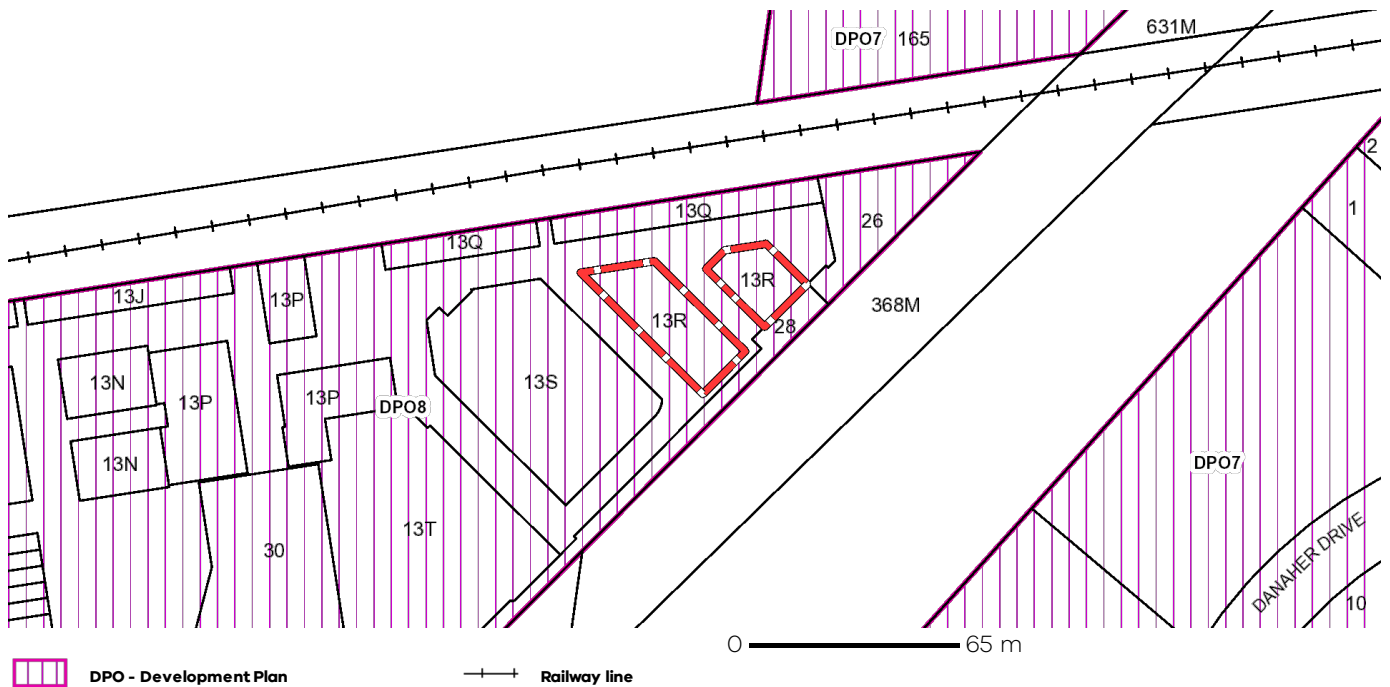 631M
DPO7 165
2
1
13Q
26
13Q
13R
13J
13P
368M
13R
28
13N
13S
13P
13P
DPO8
13N
DPO7
13T
30
DANAHER DRIVE
10
0 65 m
DPO - Development Plan
Railway line